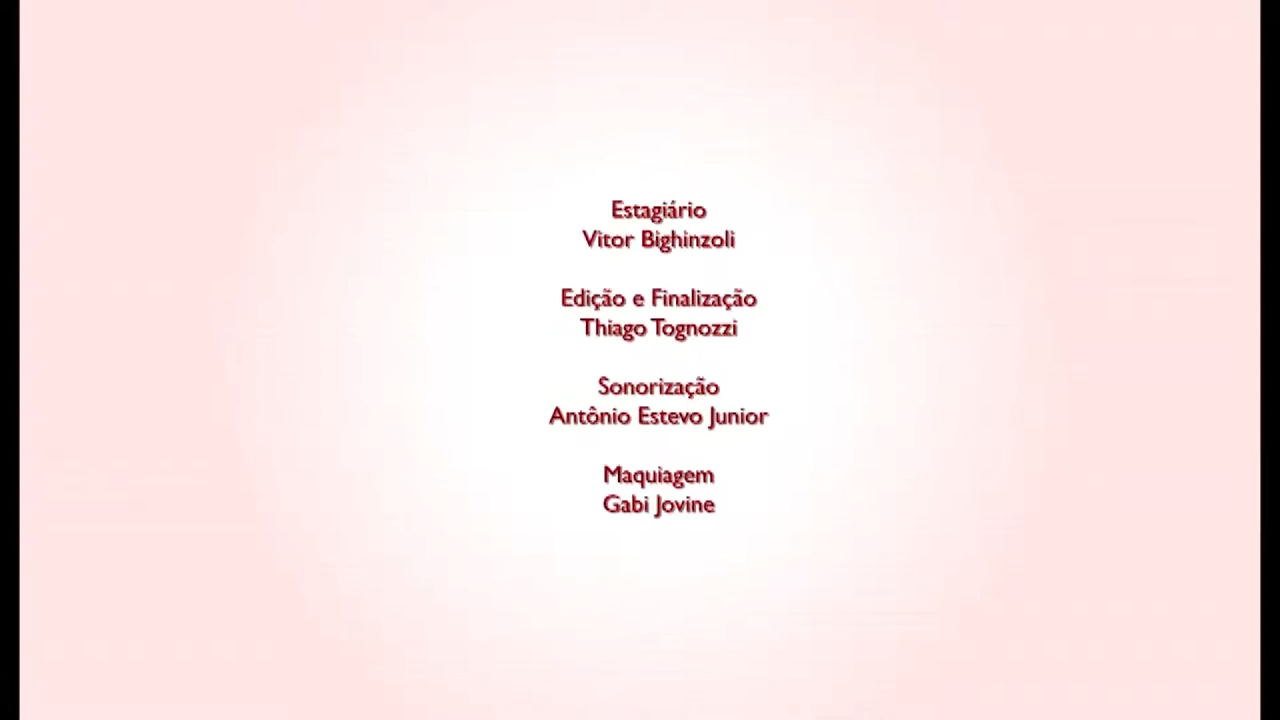 Estagiário
Vitor Bighinzoli
Edição e Finalização
Thiago Tognozzi
Sonorização
Antônio Estevo Junior
Maquiagem
Gabi Jovine